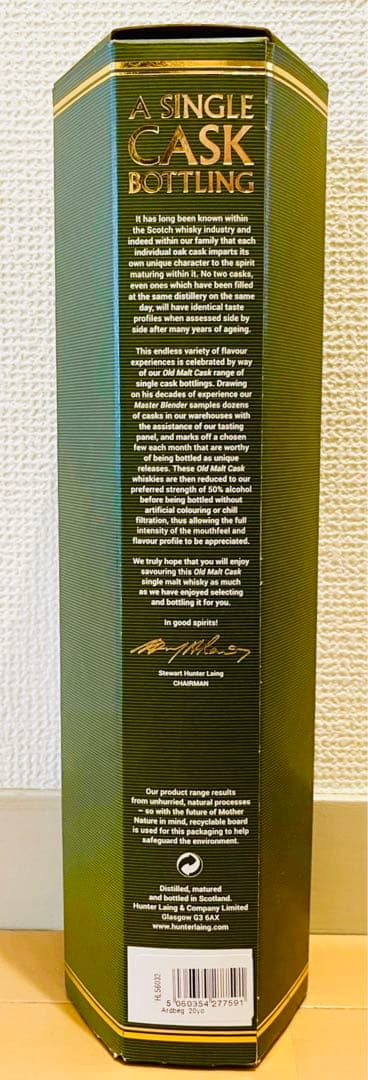 A SINGLE
CASK
BOTTLING
It has long been known within
the Scotch whisky industry and
indeed within our family that each
individual oak cask imparts its
own unique character to the spirit
maturing within it. No two casks,
even ones which have been filled
at the same distillery on the same
day, will have identical taste
profiles when assessed side by
side after many years of ageing.
This endless variety of flavour
experiences is celebrated by way
of our Old Malt Cask range of
single cask bottlings. Drawing
on his decades of experience our
Master Blender samples dozens
of casks in our warehouses with
the assistance of our tasting
panel, and marks off a chosen
few each month that are worthy
of being bottled as unique
releases. These Old Malt Cask
whiskies are then reduced to our
preferred strength of 50% alcohol
before being bottled without
artificial colouring or chill
filtration, thus allowing the full
intensity of the mouthfeel and
flavour profile to be appreciated.
We truly hope that you will enjoy
savouring this Old Malt Cask
single malt whisky as much
as we have enjoyed selecting
and bottling it for you.
In good spirits!
Stewart Hunter Laing
CHAIRMAN
Our product range results
from unhurried, natural processes
– so with the future of Mother
Nature in mind, recyclable board
is used for this packaging to help
safeguard the environment.
Distilled, matured
and bottled in Scotland.
Hunter Laing & Company Limited
Glasgow G3 6AX
www.hunterlaing.com
HL56032
5 060354 277591
Ardbeg 20yo